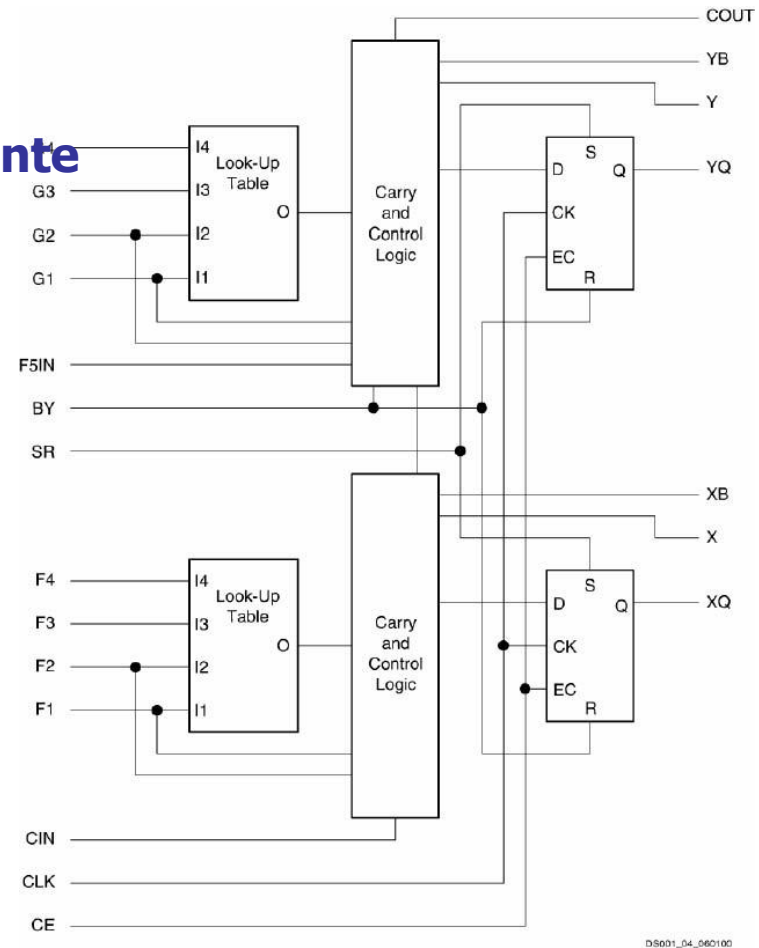 COUT
YB
Y
nte
4
I4
Look-Up
Table
G3
I3
O
G2
I2
G1
I1
Carry
and
Control
Logic
S
D
Q
YQ
CK
EC
R
F5IN
BY
SR
XB
X
F4
I4
Look-Up
Table
F3
I3
O
F2
I2
F1
I1
Carry
and
Control
Logic
S
D
Q
XQ
CK
EC
R
CIN
CLK
CE
DS001_04_060100